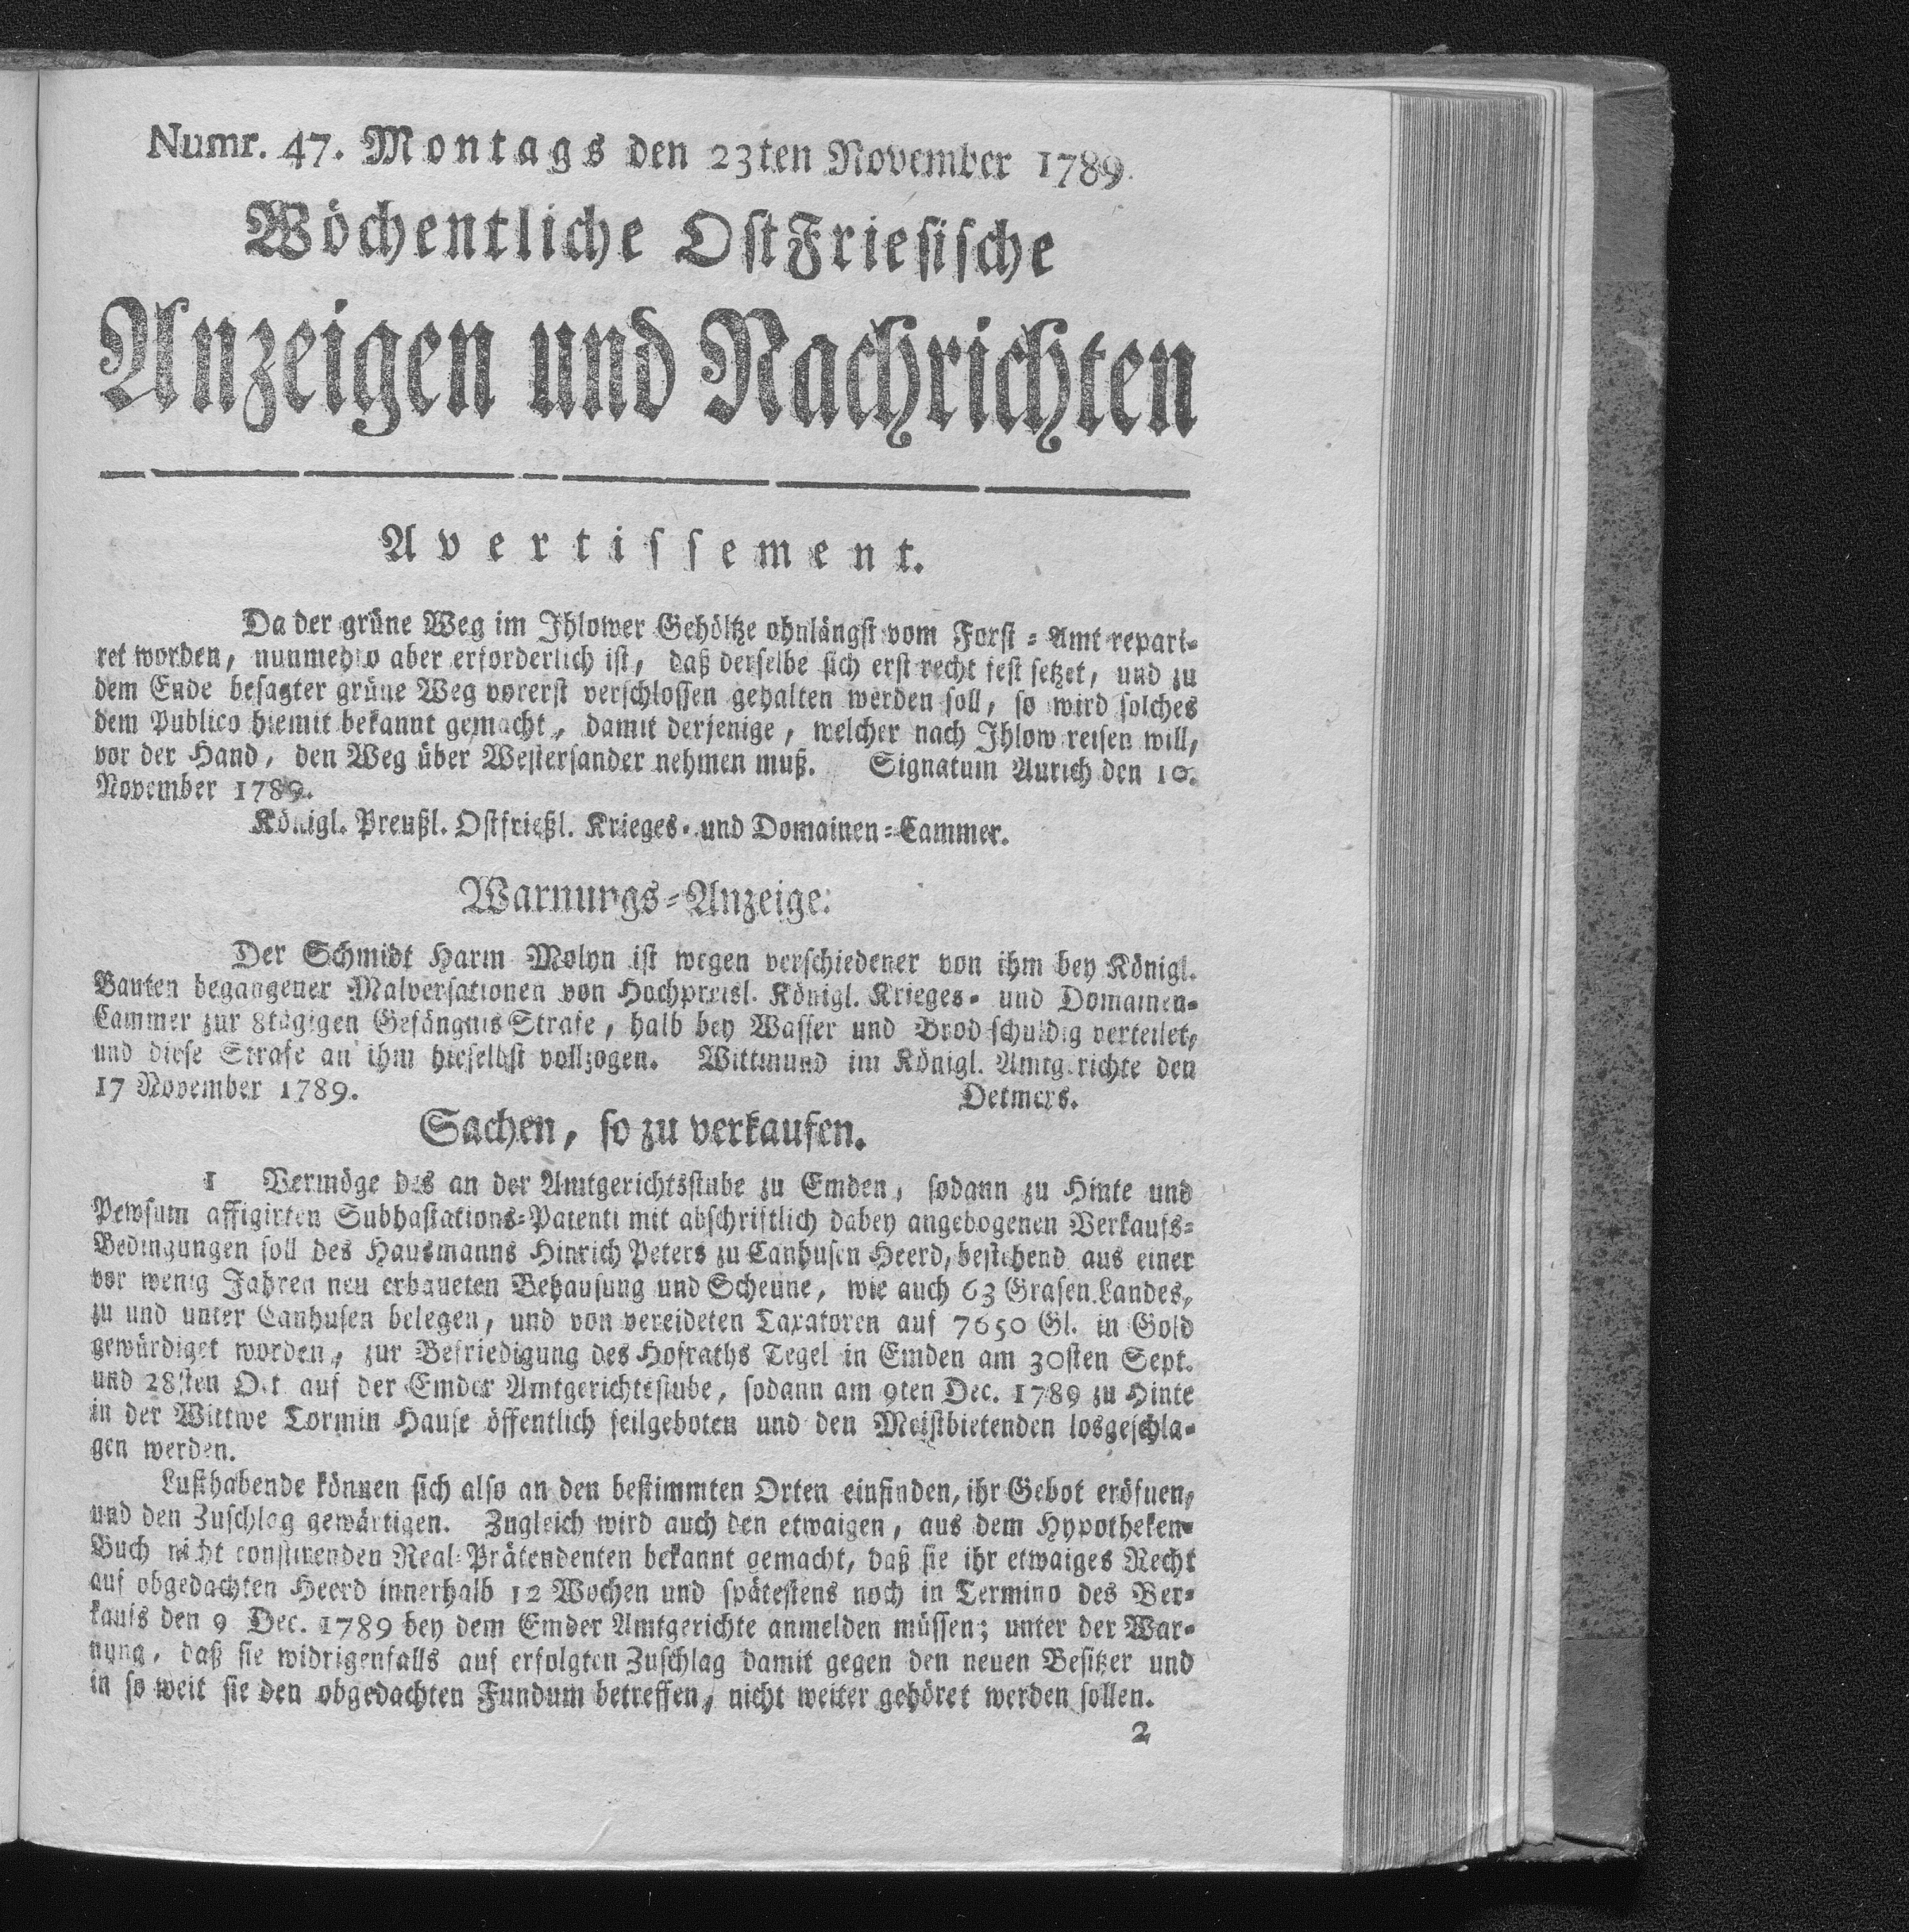 Numr. 47. Montags den 23ten November 1789.
Wöchentliche OstFriesische
Anzeigen und Nachrichten
Avertissement.
Da der grüne Weg im Ihlower Gehöltze ohnlängst vom Forst-Amt repari-
ret worden, nunmehro aber erforderlich ist, daß derselbe sich erst recht fest setzet, und zu
dem Ende besagter grüne Weg vorerst verschlossen gehalten werden soll, so wird solches
dem Publico hiemit bekannt gemacht, damit derjenige, welcher nach Ihlow reisen will,
vor der Hand, den Weg über Westersander nehmen muß. Signatum Aurich den 10.
November 1789.
Königl. Preußl. Ostfrießl. Krieges- und Domainen-Cammer.
Warnungs-Anzeige:
Der Schmidt Harm Molyn ist wegen verschiedener von ihm bey Königl.
Bauten begangener Malversationen von Hochpreisl. Königl. Krieges- und Domainen-
Cammer zur 8tägigen Gefängnis Strafe, halb bey Wasser und Brod schuldig verteilet,
und diese Strafe an ihm hieselbst vollzogen. Wittmund im Königl. Amtgerichte den
17 November 1789. Detmers.
Sachen, so zu verkaufen.
1 Vermöge des an der Amtgerichtsstube zu Emden, sodann zu Hinte und
Pewsum affigirten Subhastations-Patenti mit abschriftlich dabey angebogenen Verkaufs-
Bedingungen soll des Hausmanns Hinrich Peters zu Canhusen Heerd, bestehend aus einer
vor wenig Jahren neu erbaueten Behausung und Scheune, wie auch 63 Grasen Landes,
zu und unter Canhusen belegen, und von vereideten Taxatoren auf 7650 Gl. in Gold
gewürdiget worden, zur Befriedigung des Hofraths Tegel in Emden am 30sten Sept.
und 28sten Oct auf der Emder Amtgerichtsstube, sodann am 9ten Dec. 1789 zu Hinte
in der Wittwe Tormin Hause öffentlich feilgeboten und den Meistbietenden losgeschla-
gen werden.
Lusthabende können sich also an den bestimmten Orten einfinden, ihr Gebot eröfnen,
und den Zuschlag gewärtigen. Zugleich wird auch den etwaigen, aus dem Hypotheken-
Buch nicht constirenden Real-Prätendenten bekannt gemacht, daß sie ihr etwaiges Recht
auf obgedachten Heerd innerhalb 12 Wochen und spätestens noch in Termino des Ver-
kaufs den 9 Dec. 1789 bey dem Emder Amtgerichte anmelden müssen; unter der War-
nung, daß sie widrigenfalls auf erfolgten Zuschlag damit gegen den neuen Besitzer und
in so weit sie den obgedachten Fundum betreffen, nicht weiter gehöret werden sollen.
2